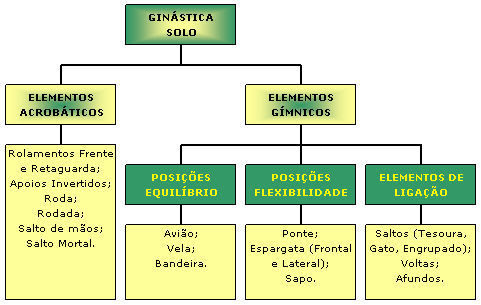 GINÁSTICA
SOLO
ELEMENTOS
ACROBÁTICOS
ELEMENTOS
GÍMNICOS
Rolamentos Frente
e Retaguarda;
Apoios Invertidos;
Roda;
Rodada;
Salto de mãos;
Salto Mortal.
POSIÇÕES
EQUILÍBRIO
POSIÇÕES
FLEXIBILIDADE
ELEMENTOS DE
LIGAÇÃO
Avião;
Vela;
Bandeira.
Ponte;
Espargata (Frontal
e Lateral);
Sapo.
Saltos (Tesoura,
Gato, Engrupado);
Voltas;
Afundos.